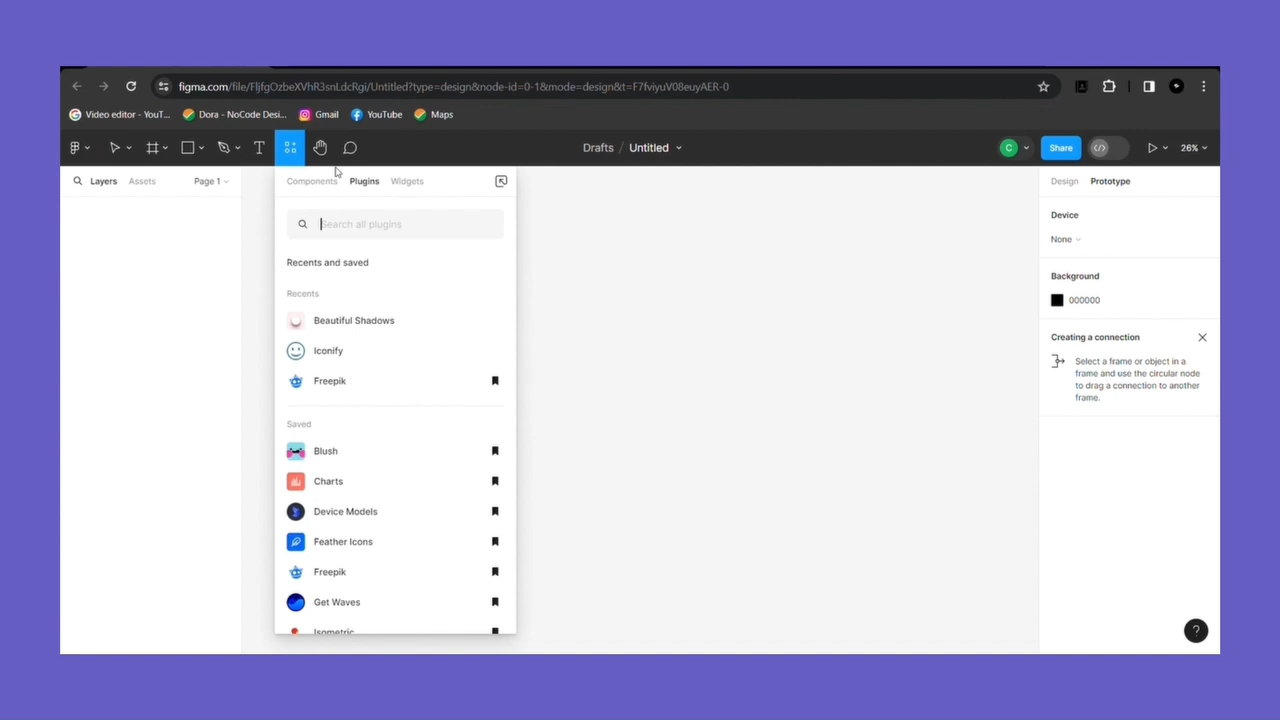 figma.com/file/FljfgOzbeXVhR3snLdcRgi/Untitled?type=design&node-id=0-1&mode=design&t=F7fviyuV08euyAER-0
Video editor - YouT... Dora - NoCode Desi... Gmail YouTube Maps
T Drafts / Untitled C Share </> 26%
Layers Assets Page 1
Components Plugins Widgets
Search all plugins
Recents and saved
Recents
Beautiful Shadows
Iconify
Freepik
Saved
Blush
Charts
Device Models
Feather Icons
Freepik
Get Waves
Isometric
Design Prototype
Device
None
Background
000000
Creating a connection
Select a frame or object in a
frame and use the circular node
to drag a connection to another
frame.
?